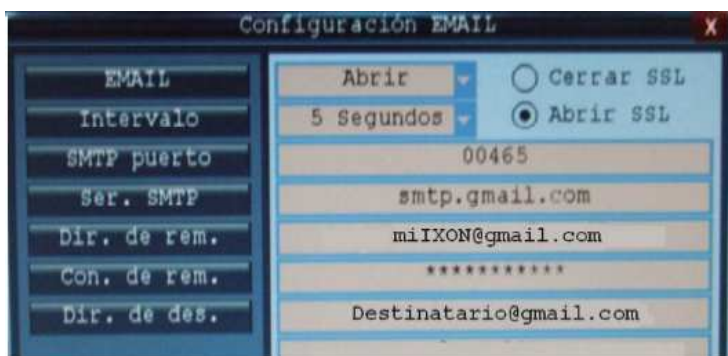 Configuración EMAIL X
EMAIL Abrir Cerrar SSL
Intervalo 5 Segundos Abrir SSL
SMTP puerto 00465
Ser. SMTP smtp.gmail.com
Dir. de rem. miIXON@gmail.com
Con. de rem. ***********
Dir. de des. Destinatario@gmail.com